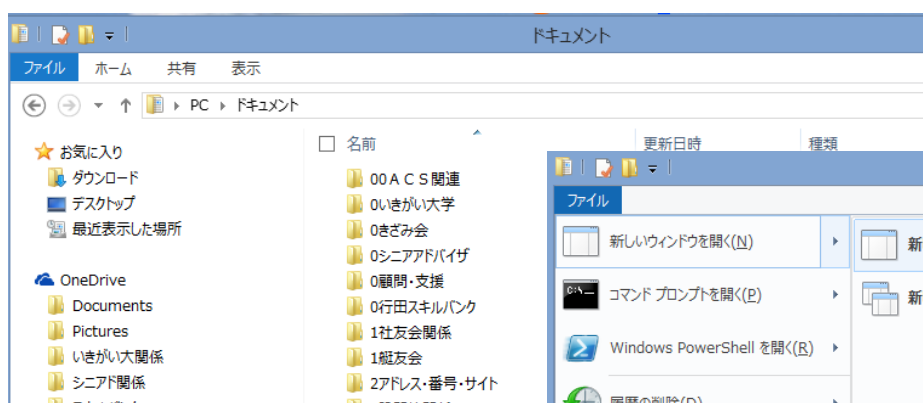 ドキュメント
ファイル ホーム 共有 表示
PC ドキュメント
お気に入り
ダウンロード
デスクトップ
最近表示した場所
OneDrive
Documents
Pictures
いきがい大関係
シニアド関係
名前 更新日時 種類
00ＡＣＳ関連
0いきがい大学
0きざみ会
0シニアアドバイザ
0顧問・支援
0行田スキルバンク
1社友会関係
1艇友会
2アドレス・番号・サイト
ファイル
新しいウィンドウを開く(N)
コマンド プロンプトを開く(P)
Windows PowerShell を開く(R)
履歴の削除(D)
新
新